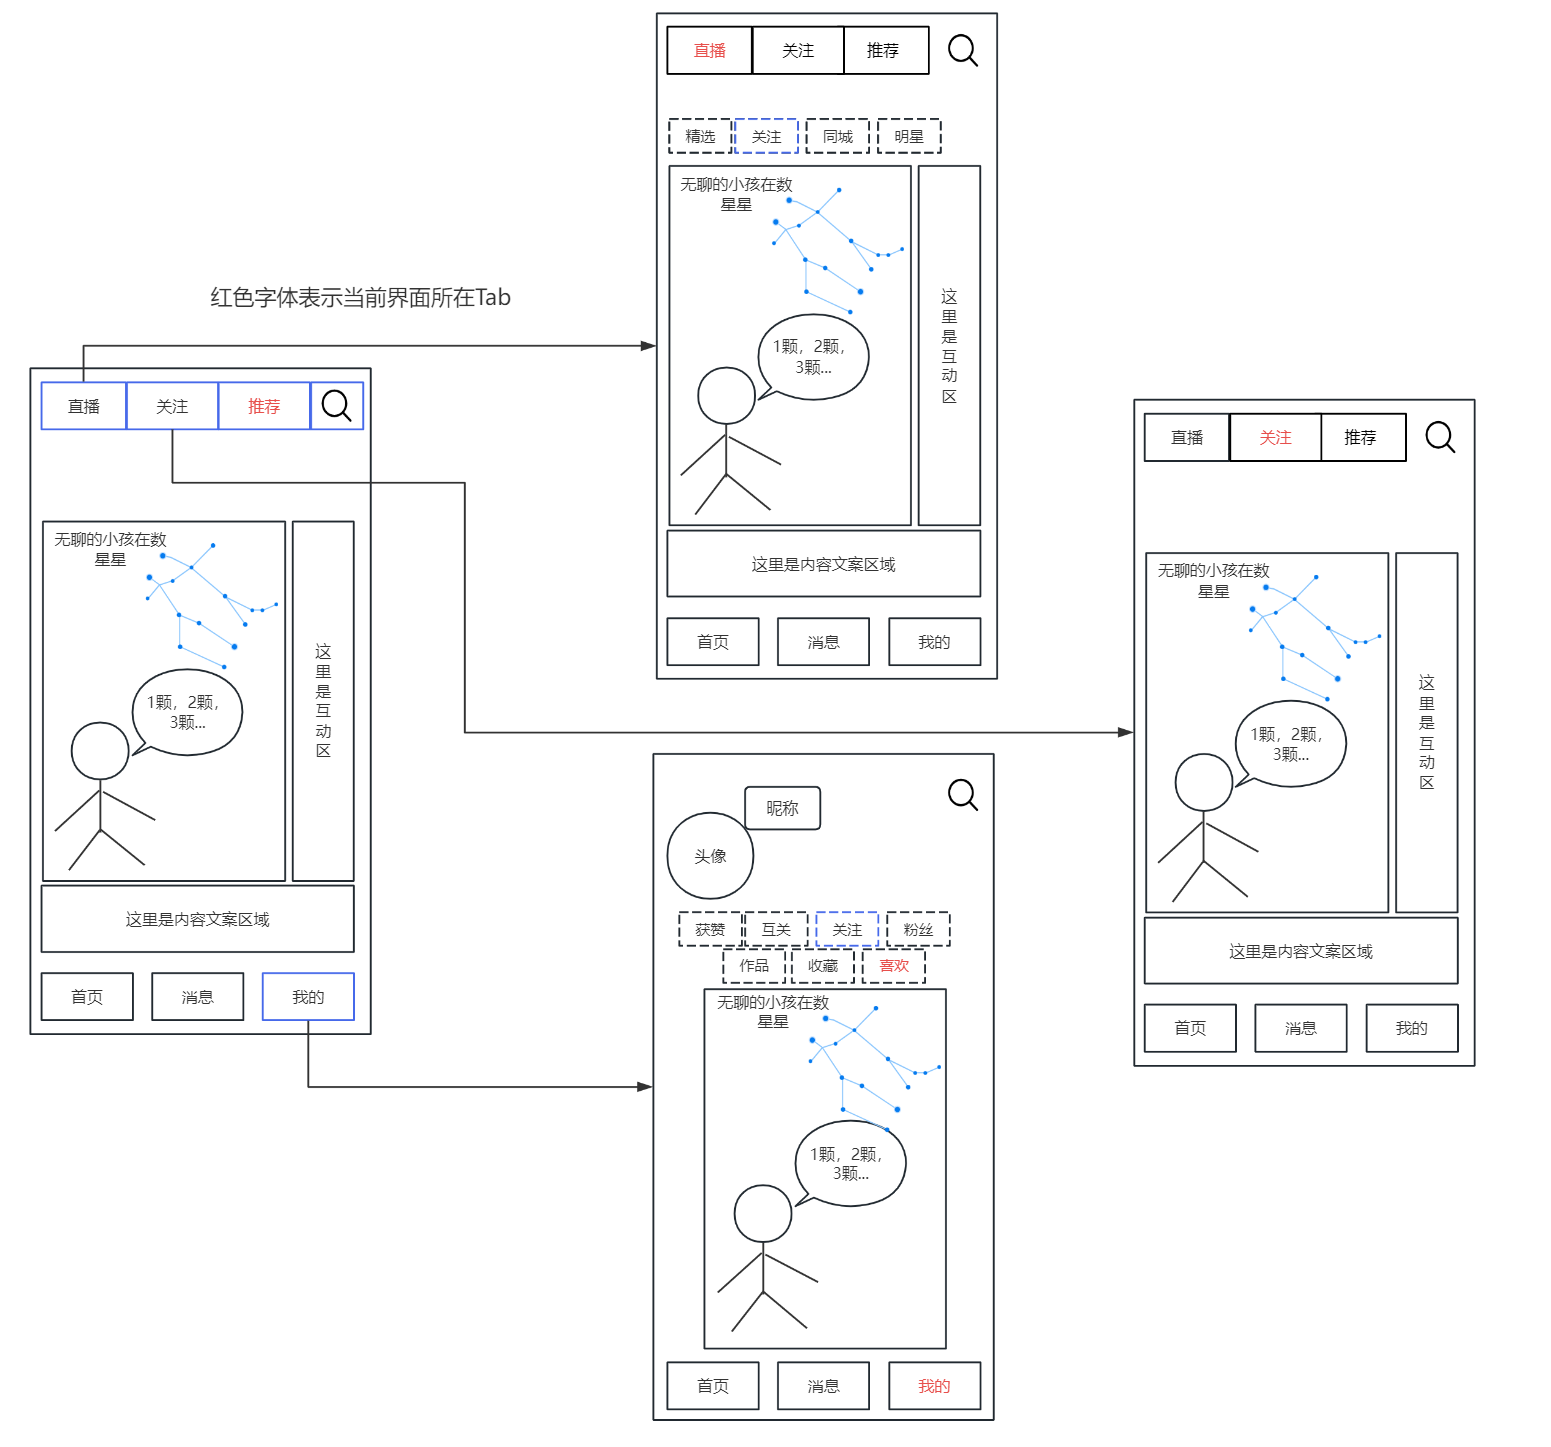 红色字体表示当前界面所在Tab
直播 关注 推荐
无聊的小孩在数
星星
1颗，2颗，
3颗...
这
里
是
互
动
区
这里是内容文案区域
首页 消息 我的
直播 关注 推荐
精选 关注 同城 明星
无聊的小孩在数
星星
1颗，2颗，
3颗...
这
里
是
互
动
区
这里是内容文案区域
首页 消息 我的
昵称
头像
获赞 互关 关注 粉丝
作品 收藏 喜欢
无聊的小孩在数
星星
1颗，2颗，
3颗...
首页 消息 我的
直播 关注 推荐
无聊的小孩在数
星星
1颗，2颗，
3颗...
这
里
是
互
动
区
这里是内容文案区域
首页 消息 我的